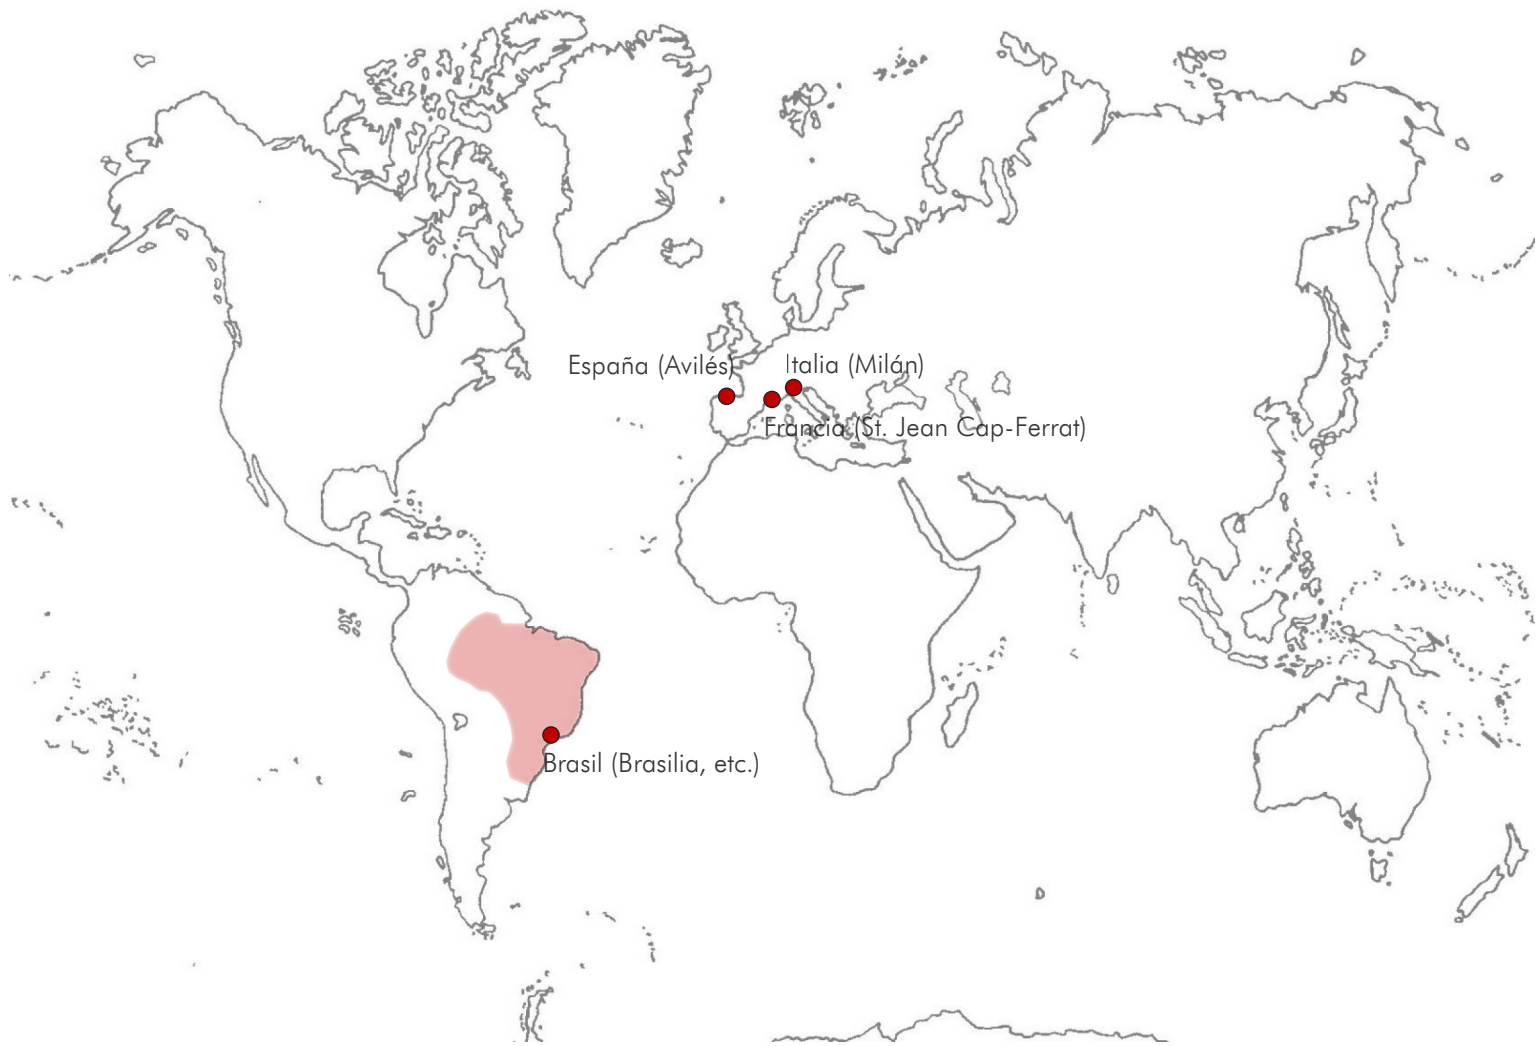 España (Avilés)
Italia (Milán)
Francia (St. Jean Cap-Ferrat)
Brasil (Brasilia, etc.)